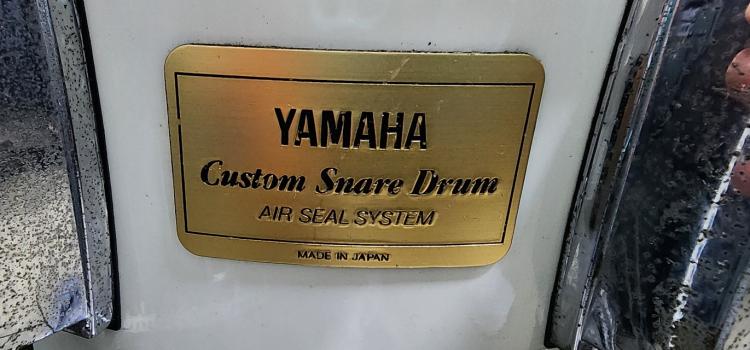 YAMAHA
Custom Snare Drum
AIR SEAL SYSTEM
MADE IN JAPAN